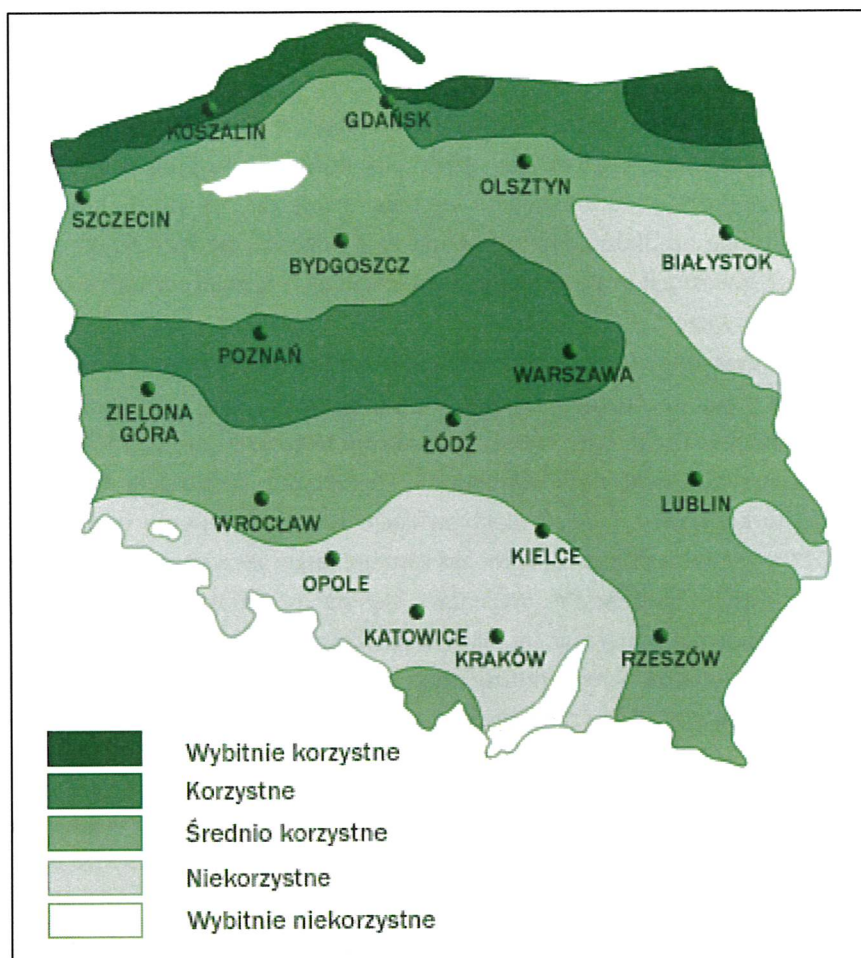 KOSZALIN
GDAŃSK
OLSZTYN
SZCZECIN
BYDGOSZCZ
BIAŁYSTOK
POZNAŃ
WARSZAWA
ZIELONA
GÓRA
ŁÓDŹ
LUBLIN
WROCŁAW
KIELCE
OPOLE
KATOWICE
KRAKÓW
RZESZÓW
Wybitnie korzystne
Korzystne
Średnio korzystne
Niekorzystne
Wybitnie niekorzystne